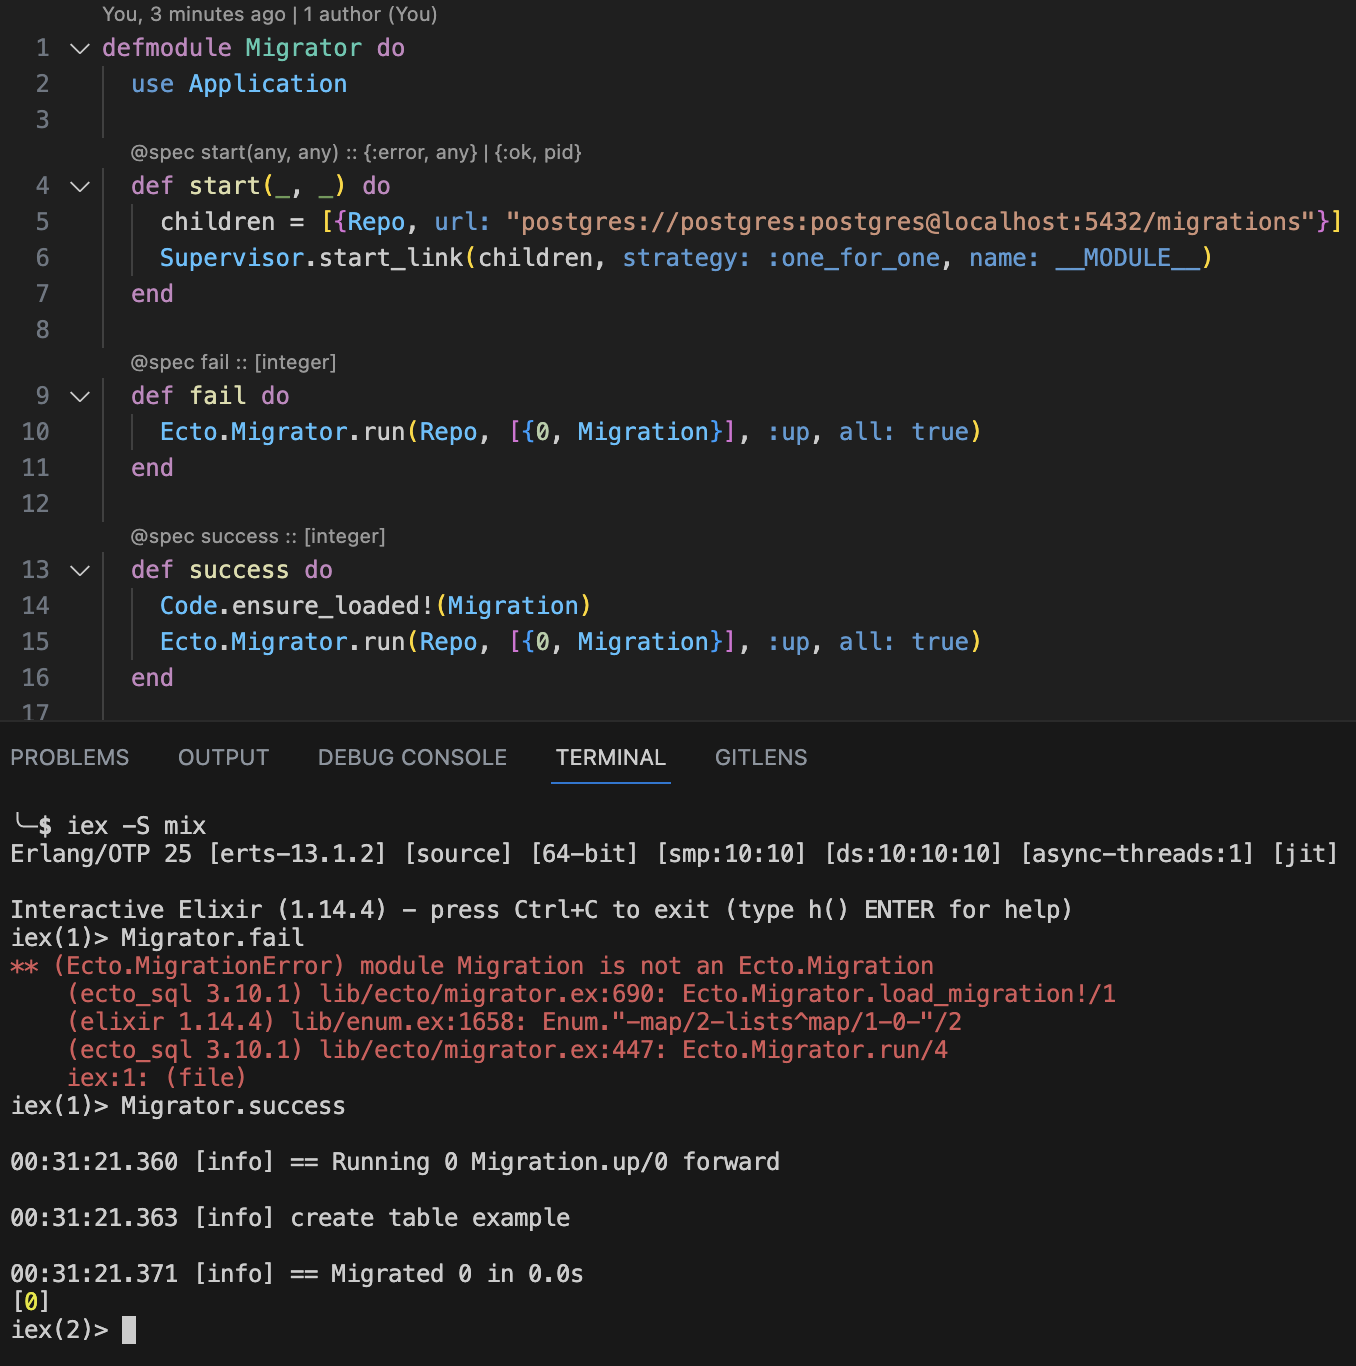 You, 3 minutes ago | 1 author (You)
1 defmodule Migrator do
2 use Application
3
@spec start(any, any) :: {:error, any} | {:ok, pid}
4 def start(_, _) do
5 children = [{Repo, url: "postgres://postgres:postgres@localhost:5432/migrations"}]
6 Supervisor.start_link(children, strategy: :one_for_one, name: __MODULE__)
7 end
8
@spec fail :: [integer]
9 def fail do
10 Ecto.Migrator.run(Repo, [{0, Migration}], :up, all: true)
11 end
12
@spec success :: [integer]
13 def success do
14 Code.ensure_loaded!(Migration)
15 Ecto.Migrator.run(Repo, [{0, Migration}], :up, all: true)
16 end
17
PROBLEMS OUTPUT DEBUG CONSOLE TERMINAL GITLENS
╰─$ iex -S mix
Erlang/OTP 25 [erts-13.1.2] [source] [64-bit] [smp:10:10] [ds:10:10:10] [async-threads:1] [jit]
Interactive Elixir (1.14.4) - press Ctrl+C to exit (type h() ENTER for help)
iex(1)> Migrator.fail
** (Ecto.MigrationError) module Migration is not an Ecto.Migration
(ecto_sql 3.10.1) lib/ecto/migrator.ex:690: Ecto.Migrator.load_migration!/1
(elixir 1.14.4) lib/enum.ex:1658: Enum."-map/2-lists^map/1-0-"/2
(ecto_sql 3.10.1) lib/ecto/migrator.ex:447: Ecto.Migrator.run/4
iex:1: (file)
iex(1)> Migrator.success
00:31:21.360 [info] == Running 0 Migration.up/0 forward
00:31:21.363 [info] create table example
00:31:21.371 [info] == Migrated 0 in 0.0s
[0]
iex(2)>